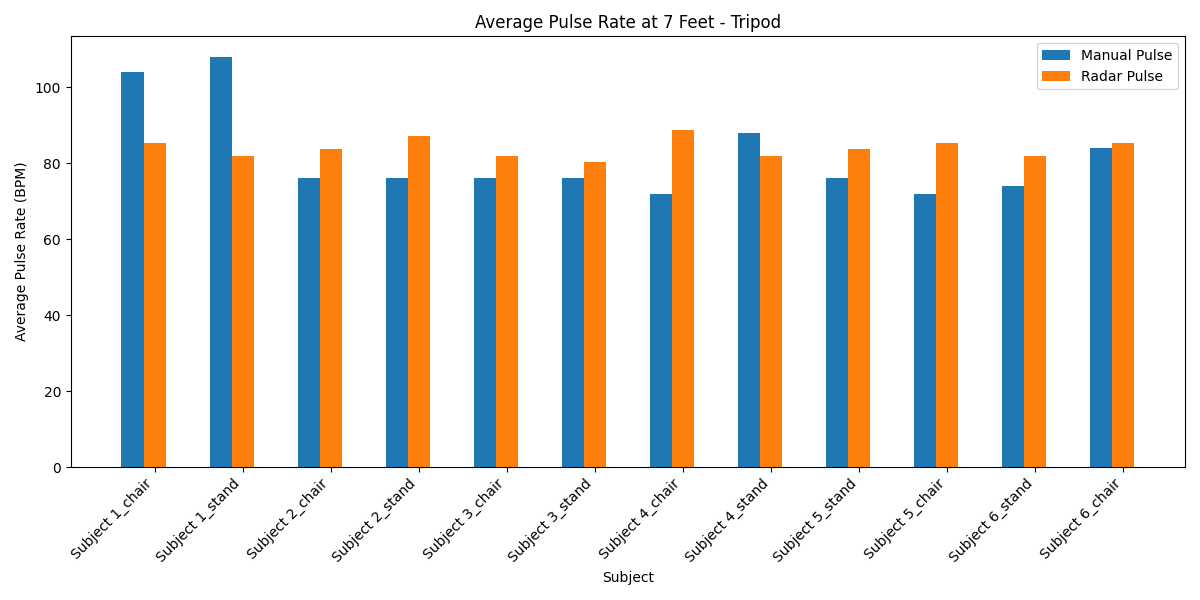 Average Pulse Rate at 7 Feet - Tripod
Manual Pulse
Radar Pulse
Average Pulse Rate (BPM)
100
80
60
40
20
0
Subject 1_chair
Subject 1_stand
Subject 2_chair
Subject 2_stand
Subject 3_chair
Subject 3_stand
Subject 4_chair
Subject 4_stand
Subject 5_stand
Subject 5_chair
Subject 6_stand
Subject 6_chair
Subject